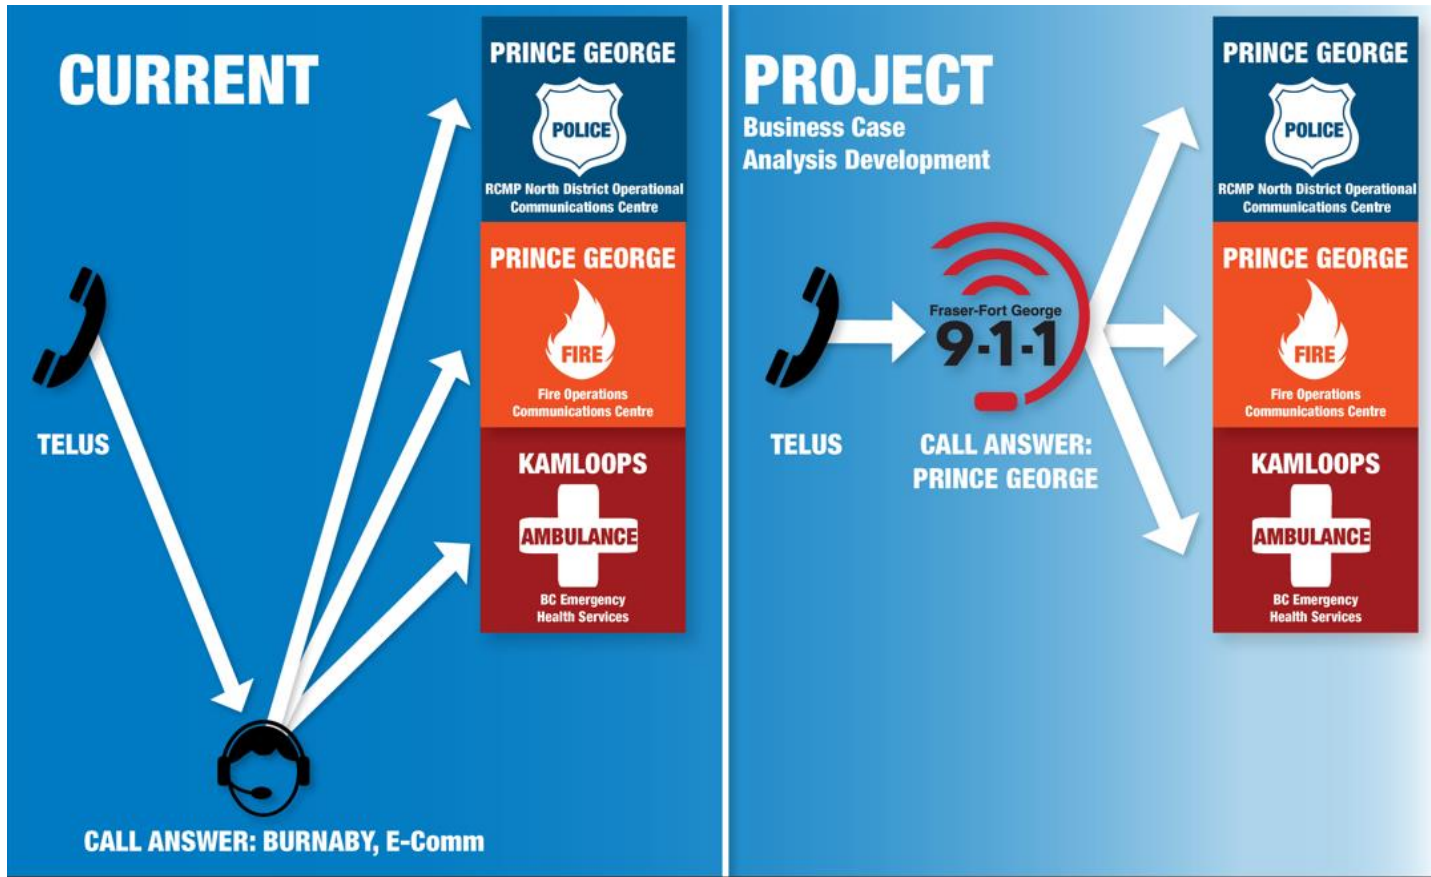 CURRENT
PRINCE GEORGE
POLICE
RCMP North District Operational
Communications Centre
PRINCE GEORGE
FIRE
Fire Operations
Communications Centre
KAMLOOPS
AMBULANCE
BC Emergency
Health Services
TELUS
CALL ANSWER: BURNABY, E-Comm
PROJECT
Business Case
Analysis Development
Fraser-Fort George
9-1-1
TELUS
CALL ANSWER:
PRINCE GEORGE
PRINCE GEORGE
POLICE
RCMP North District Operational
Communications Centre
PRINCE GEORGE
FIRE
Fire Operations
Communications Centre
KAMLOOPS
AMBULANCE
BC Emergency
Health Services